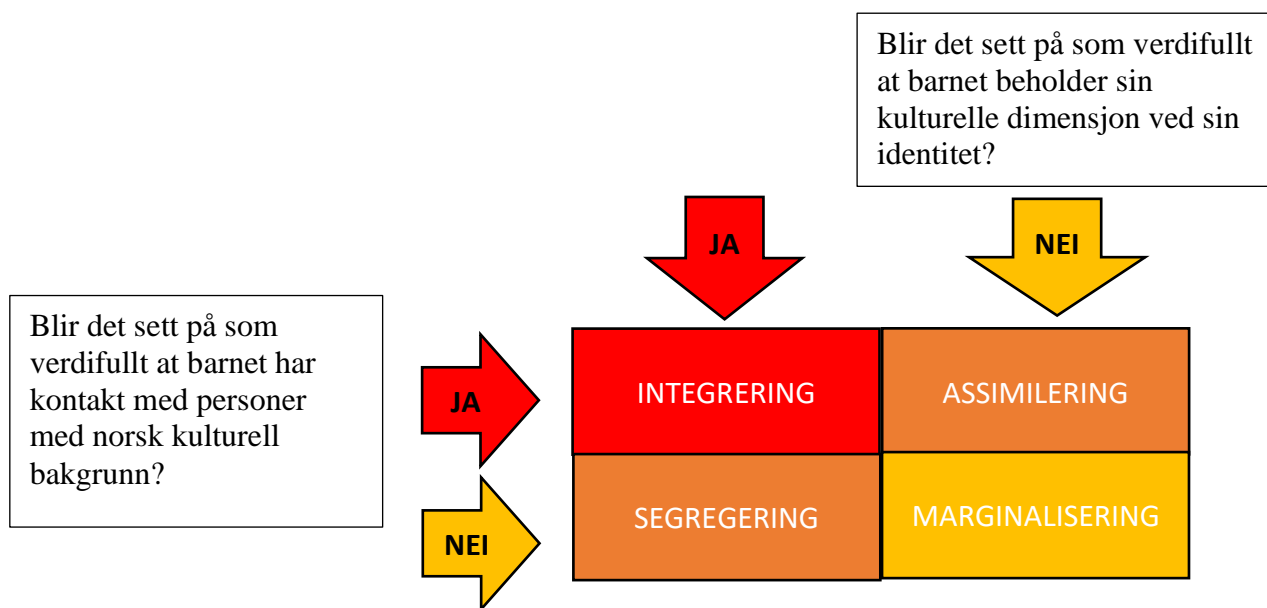 Blir det sett på som verdifullt
at barnet beholder sin
kulturelle dimensjon ved sin
identitet?
JA
NEI
Blir det sett på som
verdifullt at barnet har
kontakt med personer
med norsk kulturell
bakgrunn?
JA
INTEGRERING
ASSIMILERING
NEI
SEGREGERING
MARGINALISERING